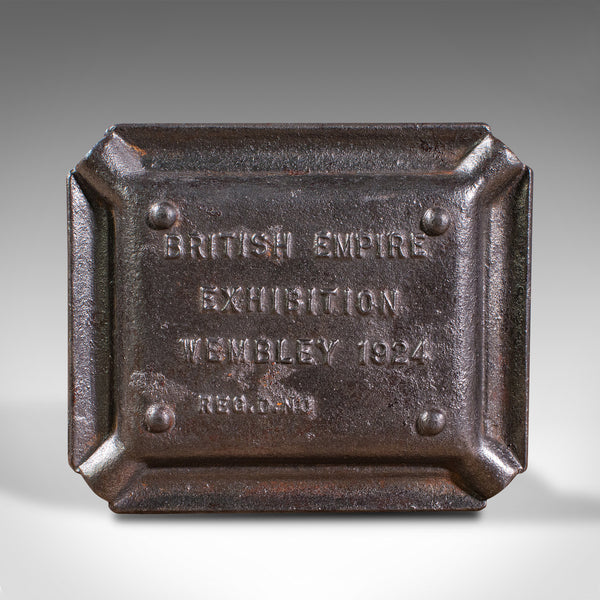 BRITISH EMPIRE
EXHIBITION
WEMBLEY 1924
REG.D-NO